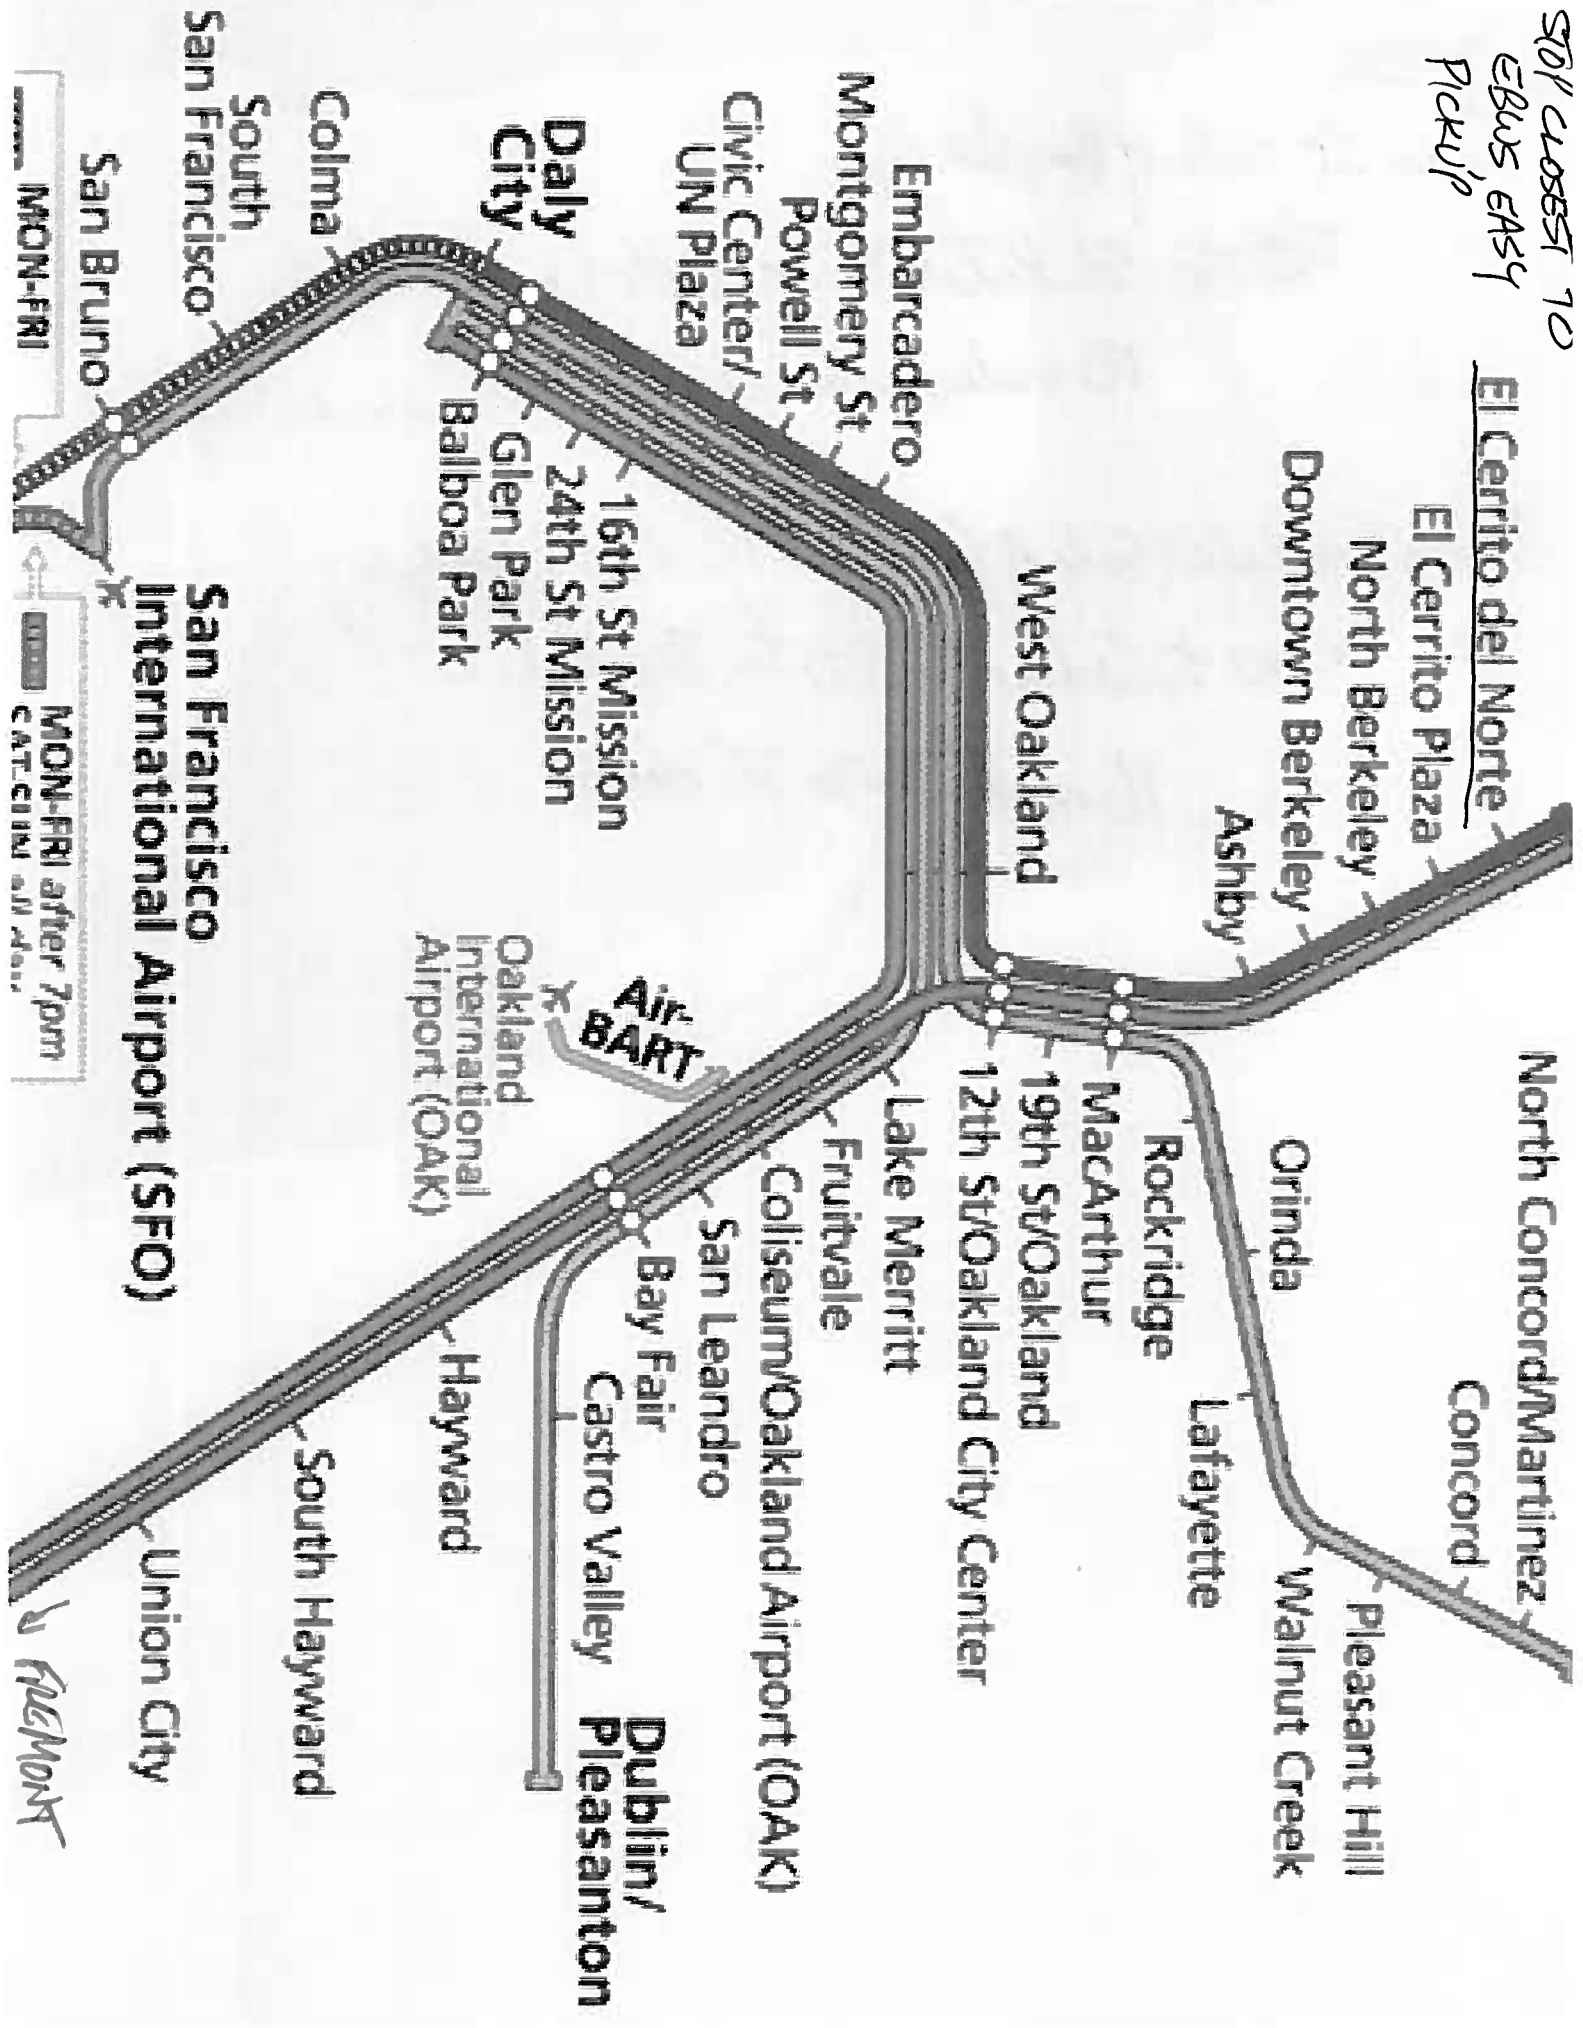 STOP CLOSEST TO
EBWS EASY
PICKUP
El Cerrito del Norte
El Cerrito Plaza
North Berkeley
Downtown Berkeley
Ashby
North Concord/Martinez
Concord
Pleasant Hill
Walnut Creek
Lafayette
Orinda
Rockridge
MacArthur
19th St/Oakland
12th St/Oakland City Center
Lake Merritt
Fruitvale
Coliseum/Oakland Airport (OAK)
San Leandro
Bay Fair
Castro Valley
Dublin/
Pleasanton
Hayward
South Hayward
Union City
FREMONT
West Oakland
Embarcadero
Montgomery St
Powell St
Civic Center/
UN Plaza
16th St Mission
24th St Mission
Glen Park
Balboa Park
Daly
City
Colma
South
San Francisco
San Bruno
Air-
BART
Oakland
International
Airport (OAK)
San Francisco
International Airport (SFO)
MON-FRI
MON-FRI after 7pm